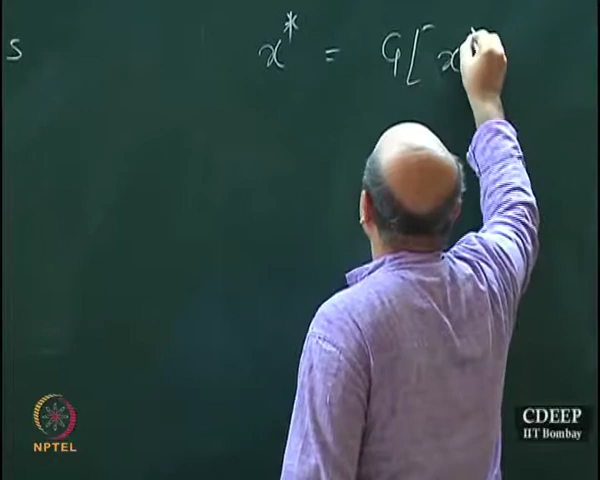 s
x* = G[x
NPTEL
CDEEP
IIT Bombay